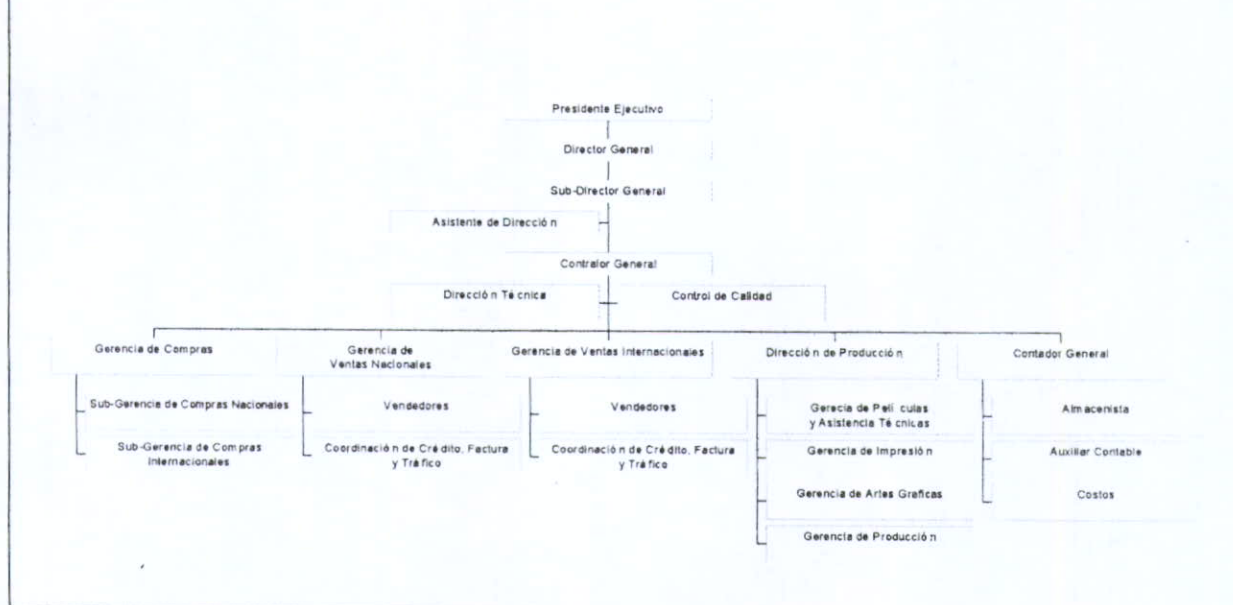 Presidente Ejecutivo
Director General
Sub-Director General
Asistente de Dirección
Contralor General
Dirección Técnica
Control de Calidad
Gerencia de Compras
Gerencia de
Ventas Nacionales
Gerencia de Ventas Internacionales
Dirección de Producción
Contador General
Sub-Gerencia de Compras Nacionales
Sub-Gerencia de Compras
Internacionales
Vendedores
Coordinación de Crédito, Factura
y Tráfico
Vendedores
Coordinación de Crédito, Factura
y Tráfico
Gerecia de Películas
y Asistencia Técnicas
Gerencia de Impresión
Gerencia de Artes Graficas
Gerencia de Producción
Almacenista
Auxiliar Contable
Costos